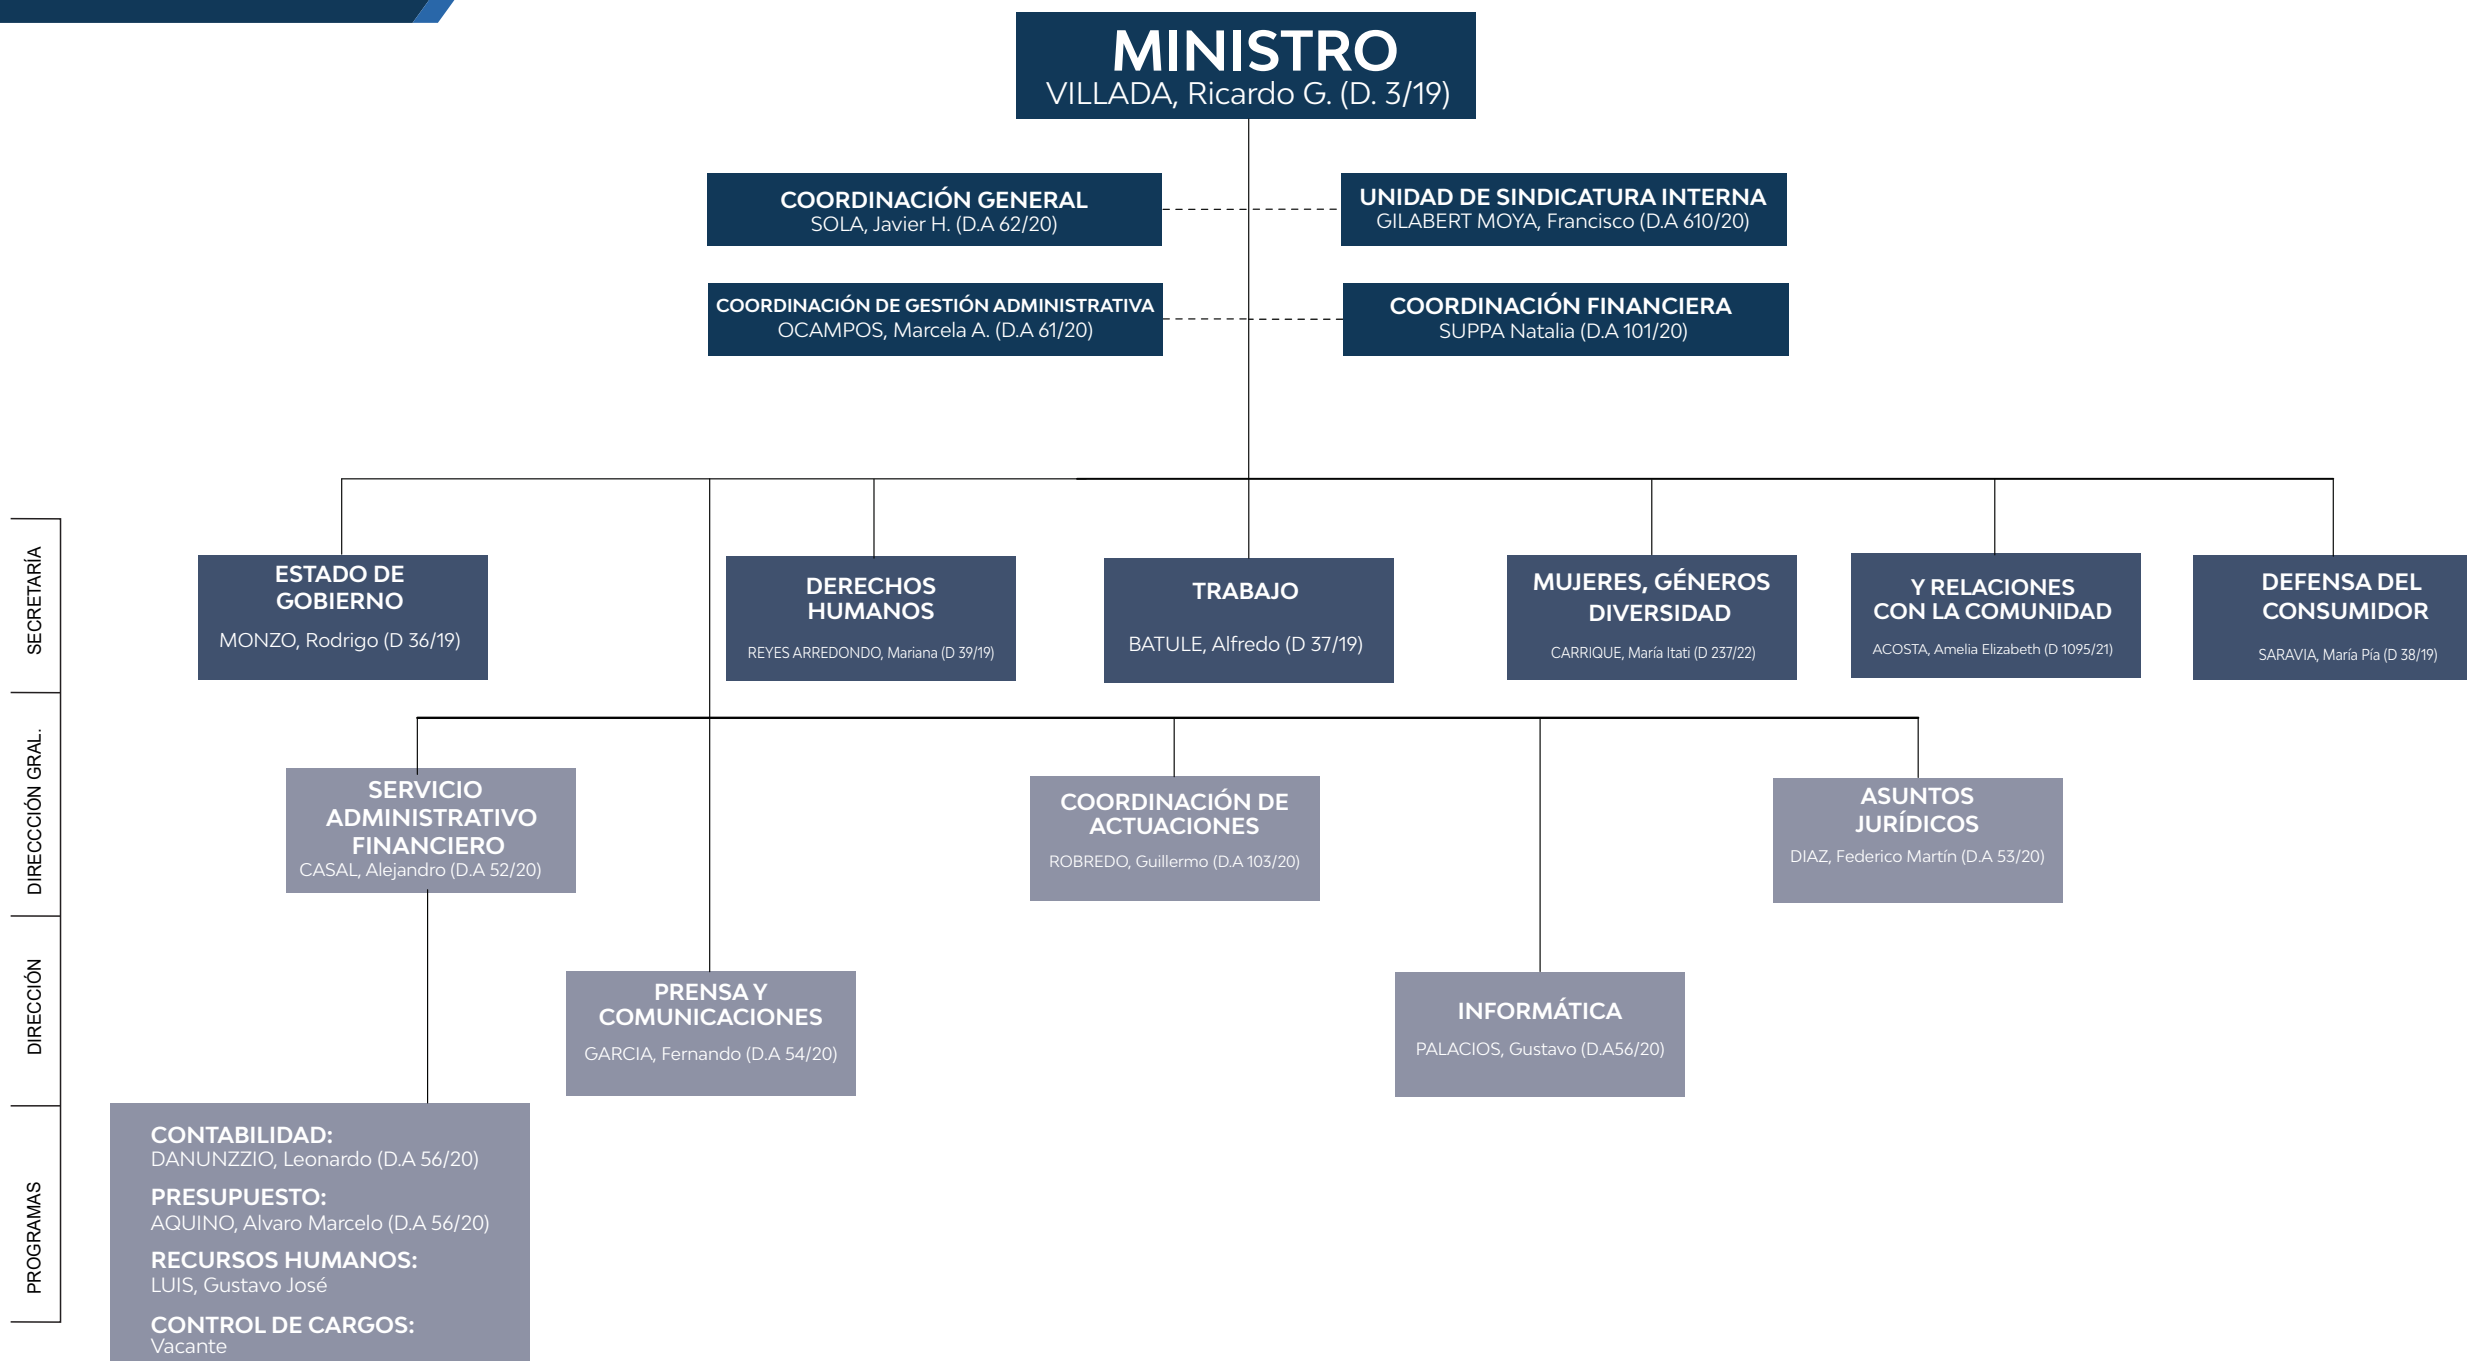 MINISTRO
VILLADA, Ricardo G. (D. 3/19)
COORDINACIÓN GENERAL
SOLA, Javier H. (D.A 62/20)
UNIDAD DE SINDICATURA INTERNA
GILABERT MOYA, Francisco (D.A 610/20)
COORDINACIÓN DE GESTIÓN ADMINISTRATIVA
OCAMPOS, Marcela A. (D.A 61/20)
COORDINACIÓN FINANCIERA
SUPPA Natalia (D.A 101/20)
SECRETARÍA
ESTADO DE
GOBIERNO
MONZO, Rodrigo (D 36/19)
DERECHOS
HUMANOS
REYES ARREDONDO, Mariana (D 39/19)
TRABAJO
BATULE, Alfredo (D 37/19)
MUJERES, GÉNEROS
DIVERSIDAD
CARRIQUE, María Itati (D 237/22)
Y RELACIONES
CON LA COMUNIDAD
ACOSTA, Amelia Elizabeth (D 1095/21)
DEFENSA DEL
CONSUMIDOR
SARAVIA, María Pía (D 38/19)
DIRECCCIÓN GRAL.
SERVICIO
ADMINISTRATIVO
FINANCIERO
CASAL, Alejandro (D.A 52/20)
COORDINACIÓN DE
ACTUACIONES
ROBREDO, Guillermo (D.A 103/20)
ASUNTOS
JURÍDICOS
DIAZ, Federico Martín (D.A 53/20)
DIRECCIÓN
PRENSA Y
COMUNICACIONES
GARCIA, Fernando (D.A 54/20)
INFORMÁTICA
PALACIOS, Gustavo (D.A56/20)
PROGRAMAS
CONTABILIDAD:
DANUNZZIO, Leonardo (D.A 56/20)
PRESUPUESTO:
AQUINO, Alvaro Marcelo (D.A 56/20)
RECURSOS HUMANOS:
LUIS, Gustavo José
CONTROL DE CARGOS:
Vacante